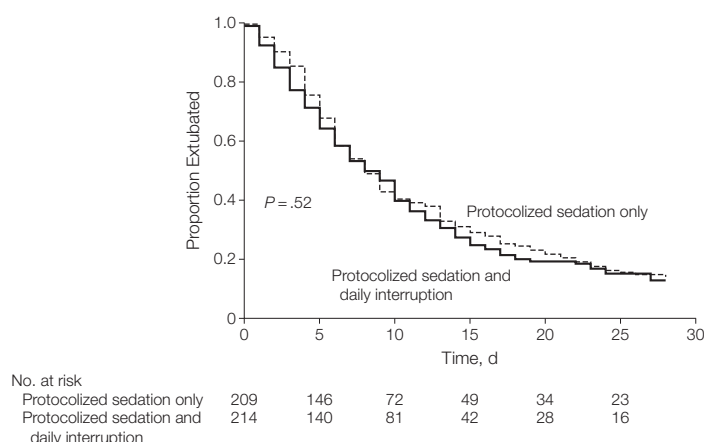 1.0
0.8
0.6
0.4
0.2
0
Proportion Extubated
P = .52
Protocolized sedation only
Protocolized sedation and
daily interruption
0 5 10 15 20 25 30
Time, d
No. at risk
Protocolized sedation only 209 146 72 49 34 23
Protocolized sedation and 214 140 81 42 28 16
daily interruption